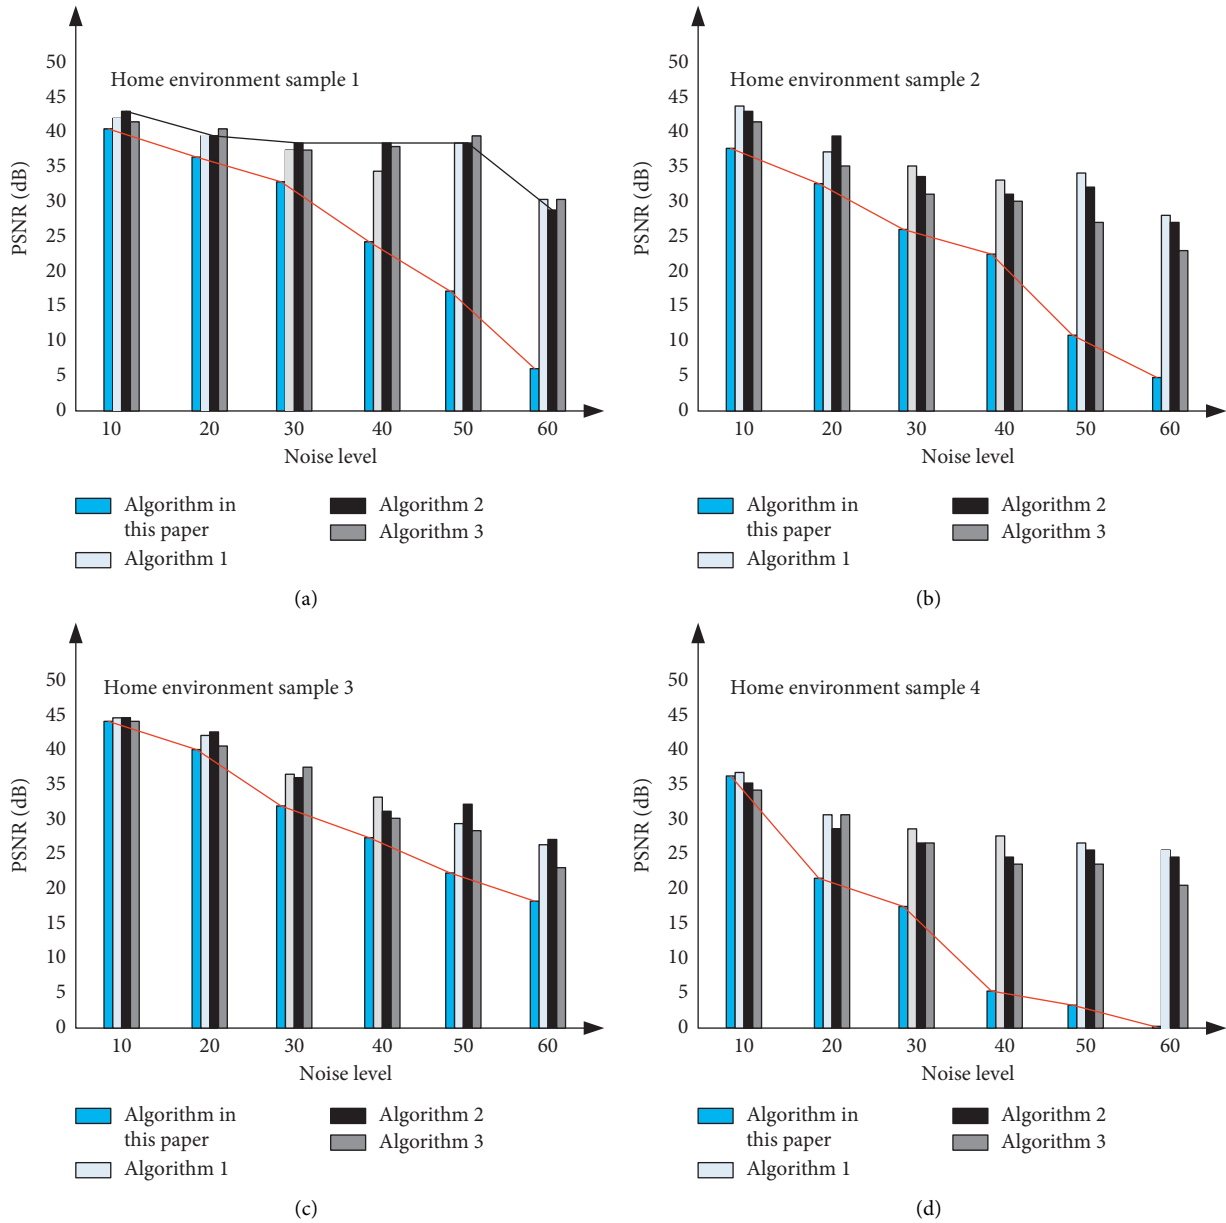 50
45
40
35
30
25
20
15
10
5
0
PSNR (dB)
Home environment sample 1
10 20 30 40 50 60
Noise level
Algorithm in
this paper
Algorithm 1
Algorithm 2
Algorithm 3
(a)
50
45
40
35
30
25
20
15
10
5
0
PSNR (dB)
Home environment sample 2
10 20 30 40 50 60
Noise level
Algorithm in
this paper
Algorithm 1
Algorithm 2
Algorithm 3
(b)
50
45
40
35
30
25
20
15
10
5
0
PSNR (dB)
Home environment sample 3
10 20 30 40 50 60
Noise level
Algorithm in
this paper
Algorithm 1
Algorithm 2
Algorithm 3
(c)
50
45
40
35
30
25
20
15
10
5
0
PSNR (dB)
Home environment sample 4
10 20 30 40 50 60
Noise level
Algorithm in
this paper
Algorithm 1
Algorithm 2
Algorithm 3
(d)